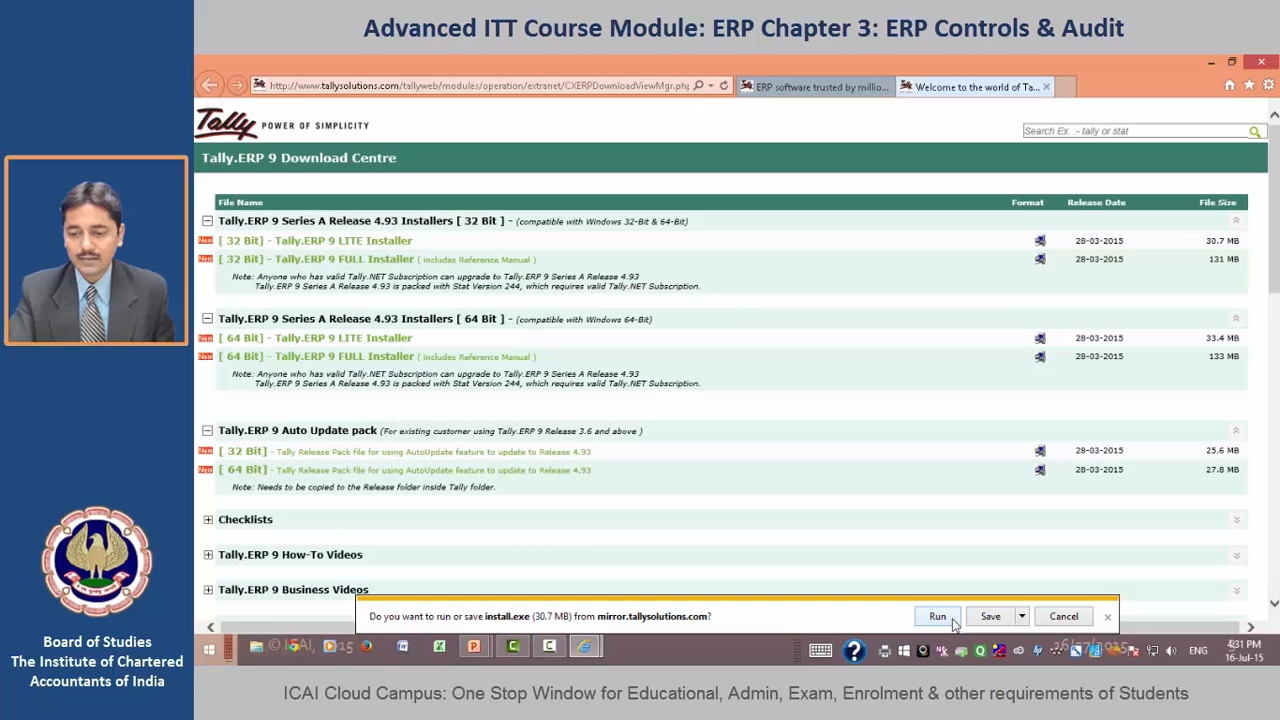 Advanced ITT Course Module: ERP Chapter 3: ERP Controls & Audit
http://www.tallysolutions.com/tallyweb/modules/operation/extranet/CXERPDownloadViewMgr.php
ERP software trusted by millio...
Welcome to the world of Ta...
Tally POWER OF SIMPLICITY
Search Ex. :- tally or stat
Tally.ERP 9 Download Centre
File Name Format Release Date File Size
Tally.ERP 9 Series A Release 4.93 Installers [ 32 Bit ] - (compatible with Windows 32-Bit & 64-Bit)
New [ 32 Bit] - Tally.ERP 9 LITE Installer 28-03-2015 30.7 MB
New [ 32 Bit] - Tally.ERP 9 FULL Installer ( includes Reference Manual ) 28-03-2015 131 MB
Note: Anyone who has valid Tally.NET Subscription can upgrade to Tally.ERP 9 Series A Release 4.93
Tally.ERP 9 Series A Release 4.93 is packed with Stat Version 244, which requires valid Tally.NET Subscription.
Tally.ERP 9 Series A Release 4.93 Installers [ 64 Bit ] - (compatible with Windows 64-Bit)
New [ 64 Bit] - Tally.ERP 9 LITE Installer 28-03-2015 33.4 MB
New [ 64 Bit] - Tally.ERP 9 FULL Installer ( includes Reference Manual ) 28-03-2015 133 MB
Note: Anyone who has valid Tally.NET Subscription can upgrade to Tally.ERP 9 Series A Release 4.93
Tally.ERP 9 Series A Release 4.93 is packed with Stat Version 244, which requires valid Tally.NET Subscription.
Tally.ERP 9 Auto Update pack (For existing customer using Tally.ERP 9 Release 3.6 and above )
New [ 32 Bit] - Tally Release Pack file for using AutoUpdate feature to update to Release 4.93 28-03-2015 25.6 MB
New [ 64 Bit] - Tally Release Pack file for using AutoUpdate feature to update to Release 4.93 28-03-2015 27.8 MB
Note: Needs to be copied to the Release folder inside Tally folder.
Checklists
Tally.ERP 9 How-To Videos
Tally.ERP 9 Business Videos
Do you want to run or save install.exe (30.7 MB) from mirror.tallysolutions.com?
Run Save Cancel
ENG
4:31 PM
16-Jul-15
Board of Studies
The Institute of Chartered
Accountants of India
ICAI Cloud Campus: One Stop Window for Educational, Admin, Exam, Enrolment & other requirements of Students